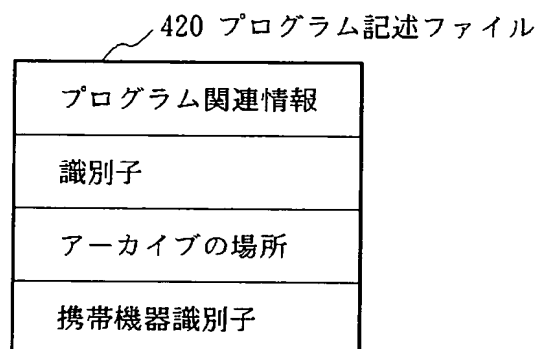 420 プログラム記述ファイル
プログラム関連情報
識別子
アーカイブの場所
携帯機器識別子